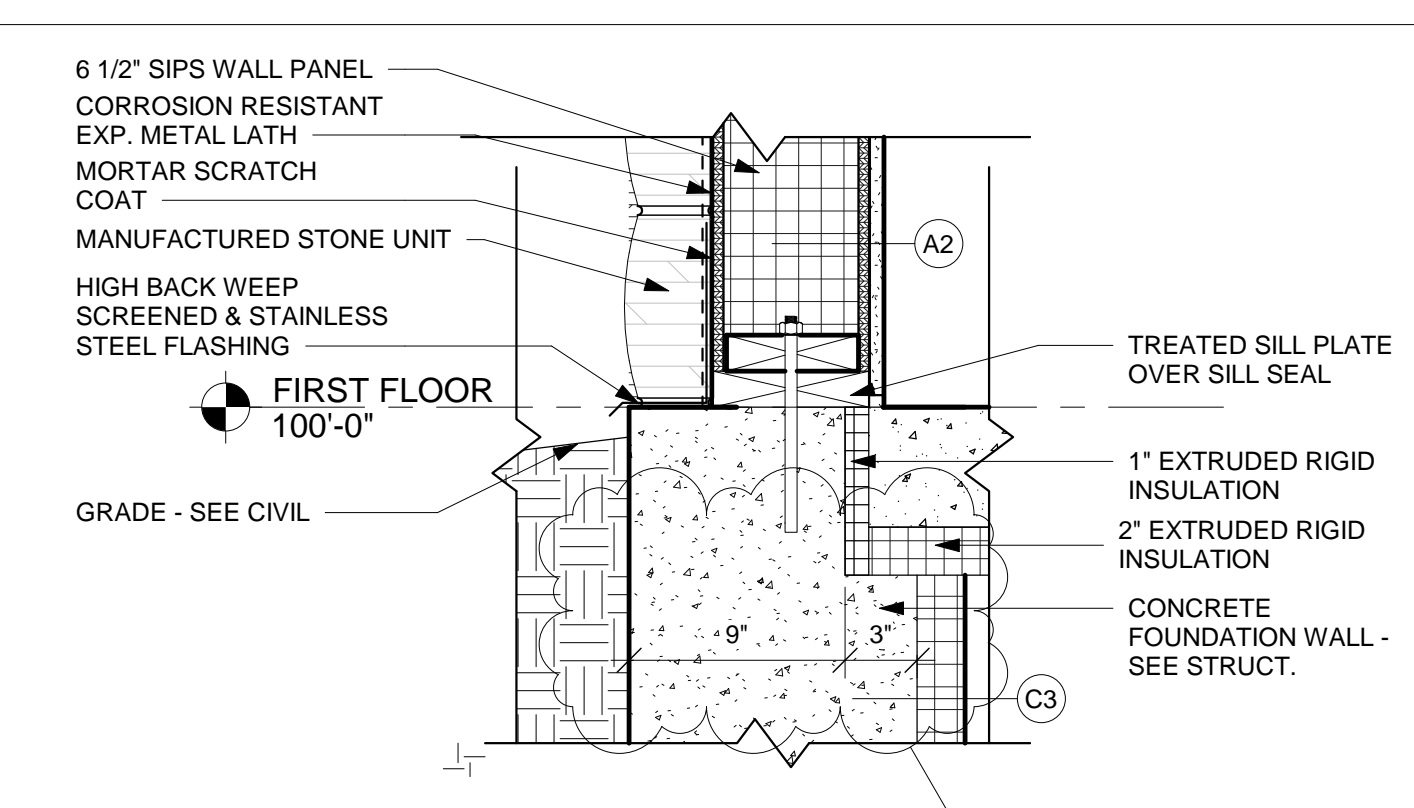 6 1/2" SIPS WALL PANEL
CORROSION RESISTANT
EXP. METAL LATH
MORTAR SCRATCH
COAT
MANUFACTURED STONE UNIT
HIGH BACK WEEP
SCREENED & STAINLESS
STEEL FLASHING
FIRST FLOOR
100'-0"
GRADE - SEE CIVIL
A2
TREATED SILL PLATE
OVER SILL SEAL
1" EXTRUDED RIGID
INSULATION
2" EXTRUDED RIGID
INSULATION
CONCRETE
FOUNDATION WALL -
SEE STRUCT.
9" 3"
C3